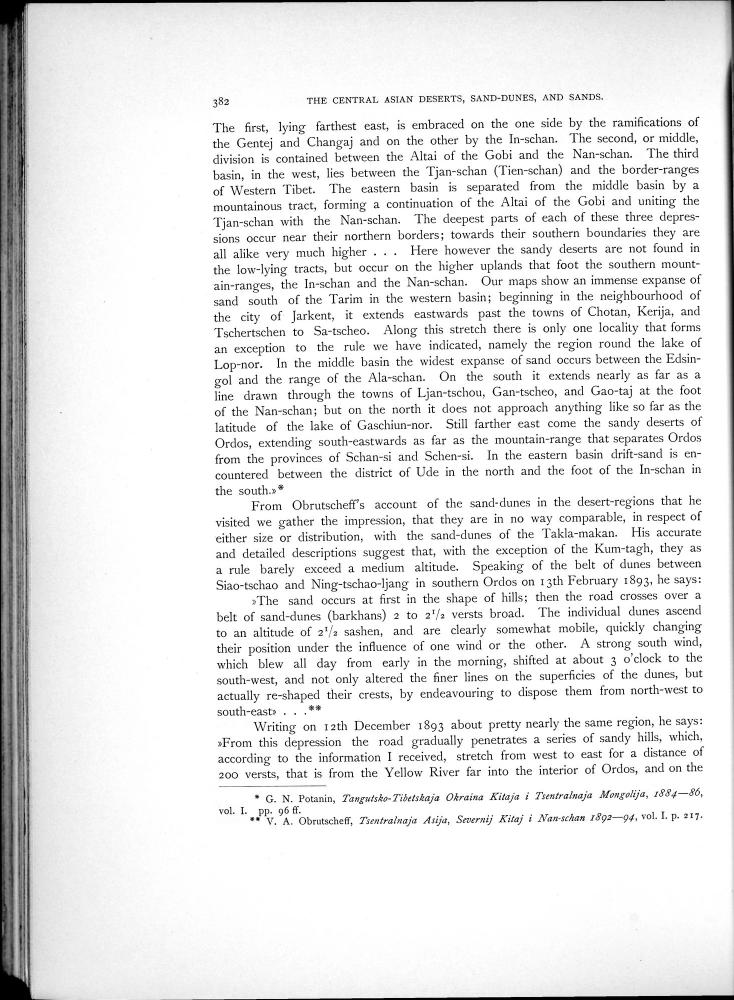 382 THE CENTRAL ASIAN DESERTS, SAND-DUNES, AND SANDS.
The first, lying farthest east, is embraced on the one side by the ramifications of
the Gentej and Changaj and on the other by the In-schan. The second, or middle,
division is contained between the Altai of the Gobi and the Nan-schan. The third
basin, in the west, lies between the Tjan-schan (Tien-schan) and the border-ranges
of Western Tibet. The eastern basin is separated from the middle basin by a
mountainous tract, forming a continuation of the Altai of the Gobi and uniting the
Tjan-schan with the Nan-schan. The deepest parts of each of these three depres-
sions occur near their northern borders; towards their southern boundaries they are
all alike very much higher . . . Here however the sandy deserts are not found in
the low-lying tracts, but occur on the higher uplands that foot the southern mount-
ain-ranges, the In-schan and the Nan-schan. Our maps show an immense expanse of
sand south of the Tarim in the western basin; beginning in the neighbourhood of
the city of Jarkent, it extends eastwards past the towns of Chotan, Kerija, and
Tschertschen to Sa-tscheo. Along this stretch there is only one locality that forms
an exception to the rule we have indicated, namely the region round the lake of
Lop-nor. In the middle basin the widest expanse of sand occurs between the Edsin-
gol and the range of the Ala-schan. On the south it extends nearly as far as a
line drawn through the towns of Ljan-tschou, Gan-tscheo, and Gao-taj at the foot
of the Nan-schan; but on the north it does not approach anything like so far as the
latitude of the lake of Gaschiun-nor. Still farther east come the sandy deserts of
Ordos, extending south-eastwards as far as the mountain-range that separates Ordos
from the provinces of Schan-si and Schen-si. In the eastern basin drift-sand is en-
countered between the district of Ude in the north and the foot of the In-schan in
the south.»*
From Obrutscheff's account of the sand-dunes in the desert-regions that he
visited we gather the impression, that they are in no way comparable, in respect of
either size or distribution, with the sand-dunes of the Takla-makan. His accurate
and detailed descriptions suggest that, with the exception of the Kum-tagh, they as
a rule barely exceed a medium altitude. Speaking of the belt of dunes between
Siao-tschao and Ning-tschao-ljang in southern Ordos on 13th February 1893, he says:
»The sand occurs at first in the shape of hills; then the road crosses over a
belt of sand-dunes (barkhans) 2 to 2¹/₂ versts broad. The individual dunes ascend
to an altitude of 2¹/₂ sashen, and are clearly somewhat mobile, quickly changing
their position under the influence of one wind or the other. A strong south wind,
which blew all day from early in the morning, shifted at about 3 o'clock to the
south-west, and not only altered the finer lines on the superficies of the dunes, but
actually re-shaped their crests, by endeavouring to dispose them from north-west to
south-east» . . .**
Writing on 12th December 1893 about pretty nearly the same region, he says:
»From this depression the road gradually penetrates a series of sandy hills, which,
according to the information I received, stretch from west to east for a distance of
200 versts, that is from the Yellow River far into the interior of Ordos, and on the
* G. N. Potanin, Tangutsko-Tibetskaja Okraina Kitaja i Tsentralnaja Mongolija, 1884—86,
vol. I. pp. 96 ff.
** V. A. Obrutscheff, Tsentralnaja Asija, Severnij Kitaj i Nan-schan 1892—94, vol. I. p. 217.